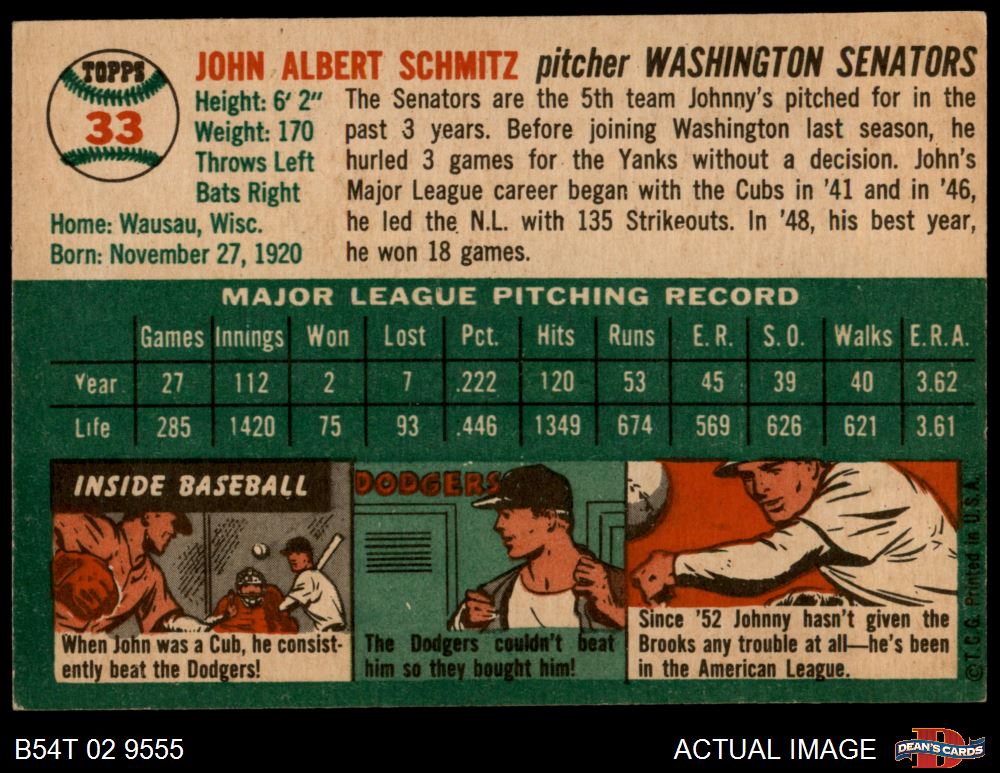 TOPPS
33
JOHN ALBERT SCHMITZ pitcher WASHINGTON SENATORS
Height: 6' 2"
Weight: 170
Throws Left
Bats Right
Home: Wausau, Wisc.
Born: November 27, 1920
The Senators are the 5th team Johnny's pitched for in the
past 3 years. Before joining Washington last season, he
hurled 3 games for the Yanks without a decision. John's
Major League career began with the Cubs in '41 and in '46,
he led the N.L. with 135 Strikeouts. In '48, his best year,
he won 18 games.
MAJOR LEAGUE PITCHING RECORD
Games Innings Won Lost Pct. Hits Runs E. R. S. O. Walks E.R.A.
Year 27 112 2 7 .222 120 53 45 39 40 3.62
Life 285 1420 75 93 .446 1349 674 569 626 621 3.61
INSIDE BASEBALL
When John was a Cub, he consist-
ently beat the Dodgers!
DODGERS
The Dodgers couldn't beat
him so they bought him!
Since '52 Johnny hasn't given the
Brooks any trouble at all—he's been
in the American League.
© T.C.G. Printed in U.S.A.
B54T 02 9555
ACTUAL IMAGE
D
DEAN'S CARDS